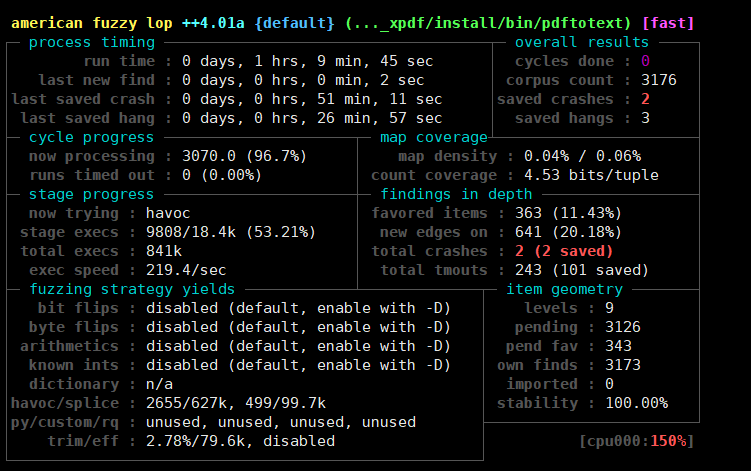 american fuzzy lop ++4.01a {default} (..._xpdf/install/bin/pdftotext) [fast]
process timing overall results
run time : 0 days, 1 hrs, 9 min, 45 sec cycles done : 0
last new find : 0 days, 0 hrs, 0 min, 2 sec corpus count : 3176
last saved crash : 0 days, 0 hrs, 51 min, 11 sec saved crashes : 2
last saved hang : 0 days, 0 hrs, 26 min, 57 sec saved hangs : 3
cycle progress map coverage
now processing : 3070.0 (96.7%) map density : 0.04% / 0.06%
runs timed out : 0 (0.00%) count coverage : 4.53 bits/tuple
stage progress findings in depth
now trying : havoc favored items : 363 (11.43%)
stage execs : 9808/18.4k (53.21%) new edges on : 641 (20.18%)
total execs : 841k total crashes : 2 (2 saved)
exec speed : 219.4/sec total tmouts : 243 (101 saved)
fuzzing strategy yields item geometry
bit flips : disabled (default, enable with -D) levels : 9
byte flips : disabled (default, enable with -D) pending : 3126
arithmetics : disabled (default, enable with -D) pend fav : 343
known ints : disabled (default, enable with -D) own finds : 3173
dictionary : n/a imported : 0
havoc/splice : 2655/627k, 499/99.7k stability : 100.00%
py/custom/rq : unused, unused, unused, unused
trim/eff : 2.78%/79.6k, disabled [cpu000:150%]